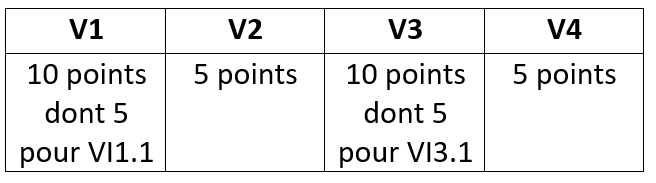 V1 V2 V3 V4
10 points 5 points 10 points 5 points
dont 5 dont 5
pour VI1.1 pour VI3.1